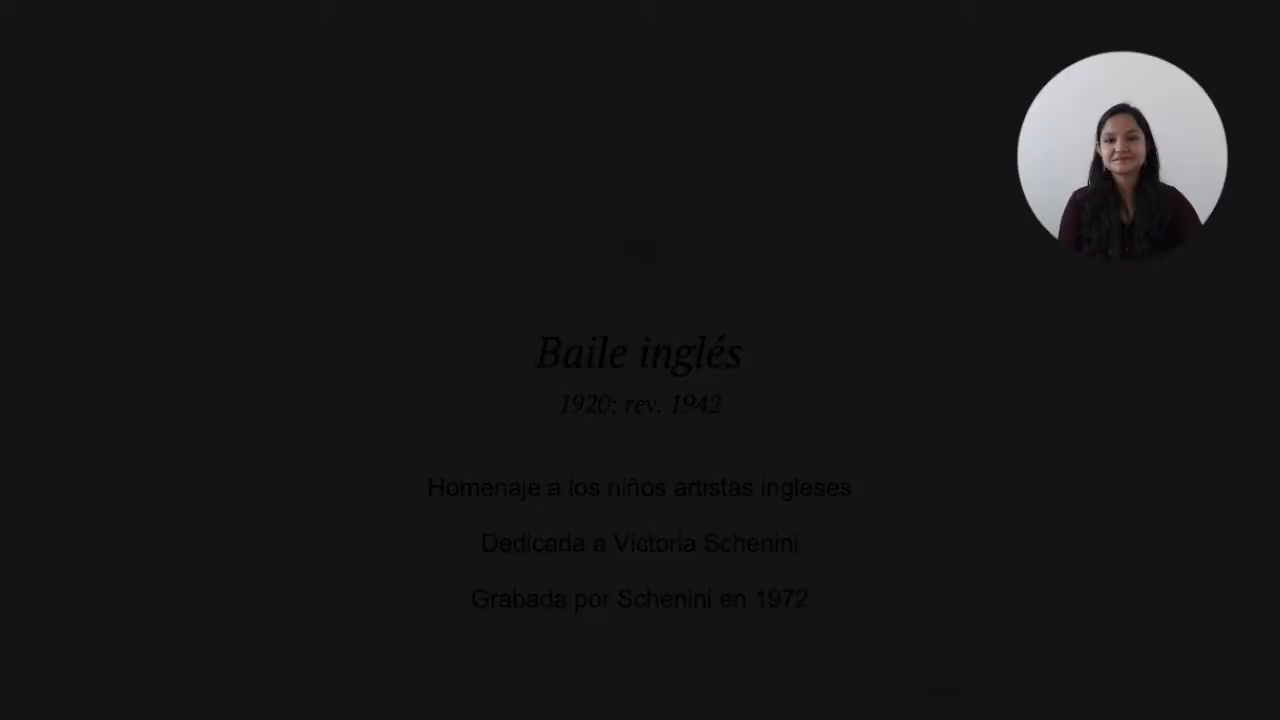 Baile inglés
1920; rev. 1942
Homenaje a los niños artistas ingleses
Dedicada a Victoria Schenini
Grabada por Schenini en 1972